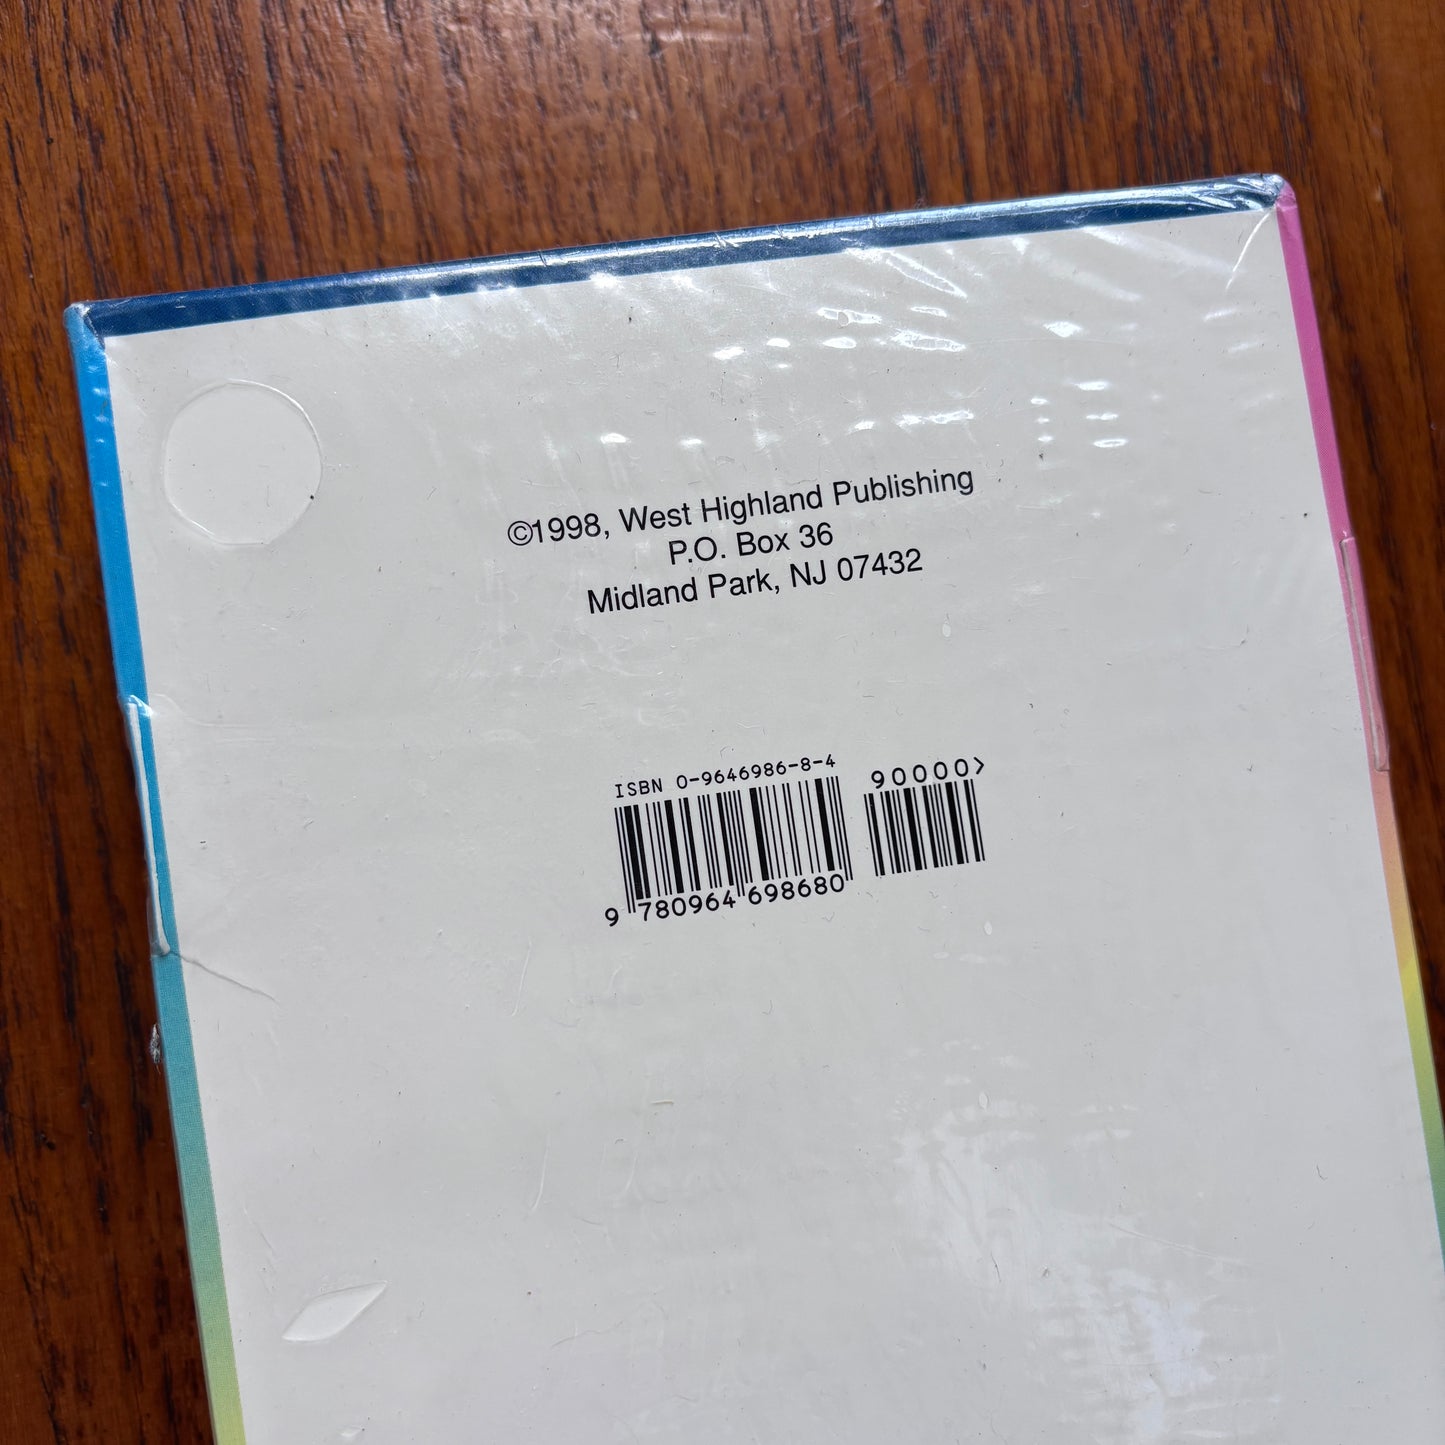 ©1998, West Highland Publishing
P.O. Box 36
Midland Park, NJ 07432
ISBN 0-9646986-8-4
90000>
9 780964 698680